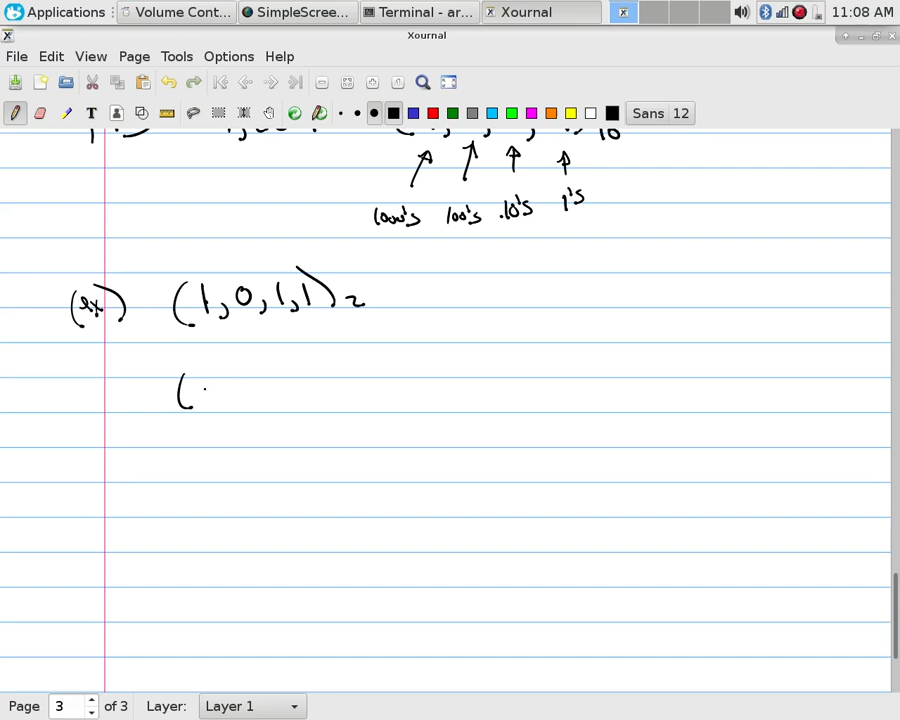 Applications Volume Cont... SimpleScree... Terminal - ar... Xournal 11:08 AM
Xournal
File Edit View Page Tools Options Help
T Sans 12
10
1000's 100's 10's 1's
(ex) (1,0,1,1)2
(
Page 3 of 3 Layer: Layer 1